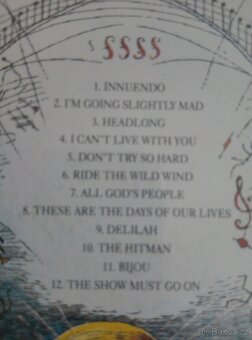 1. INNUENDO
2. I'M GOING SLIGHTLY MAD
3. HEADLONG
4. I CAN'T LIVE WITH YOU
5. DON'T TRY SO HARD
6. RIDE THE WILD WIND
7. ALL GOD'S PEOPLE
8. THESE ARE THE DAYS OF OUR LIVES
9. DELILAH
10. THE HITMAN
11. BIJOU
12. THE SHOW MUST GO ON